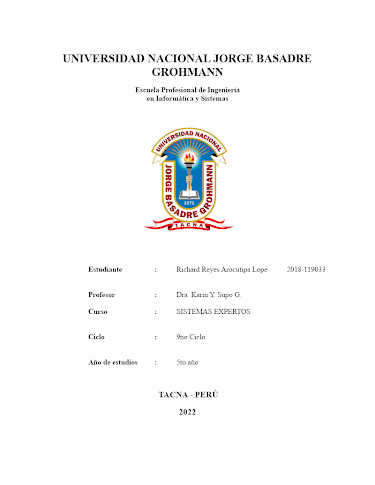 UNIVERSIDAD NACIONAL JORGE BASADRE
GROHMANN
Escuela Profesional de Ingeniería
en Informática y Sistemas
UNIVERSIDAD NACIONAL
JORGE BASADRE GROHMANN
1971
TACNA
Estudiante : Richard Reyes Arocutipa Lope 2018-119033
Profesor : Dra. Karin Y. Supo G.
Curso : SISTEMAS EXPERTOS
Ciclo : 9no Ciclo
Año de estudios : 5to año
TACNA - PERÚ
2022